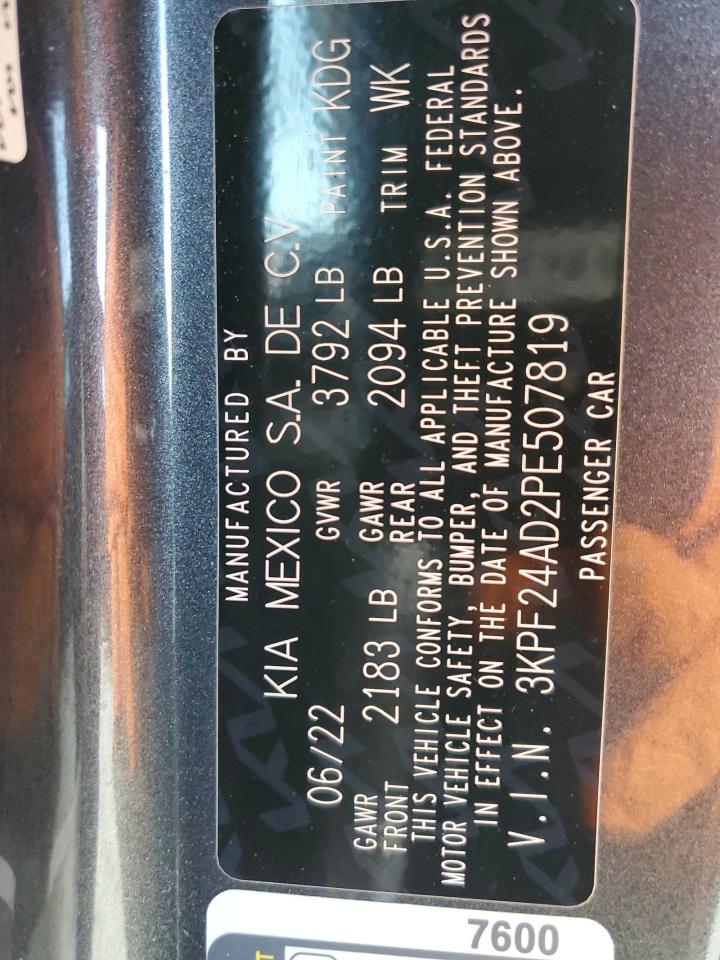 MANUFACTURED BY
KIA MEXICO S.A. DE C.V.
06/22 GVWR 3792 LB PAINT KDG
GAWR FRONT 2183 LB GAWR REAR 2094 LB TRIM WK
THIS VEHICLE CONFORMS TO ALL APPLICABLE U.S.A. FEDERAL
MOTOR VEHICLE SAFETY, BUMPER, AND THEFT PREVENTION STANDARDS
IN EFFECT ON THE DATE OF MANUFACTURE SHOWN ABOVE.
V.I.N. 3KPF24AD2PE507819
PASSENGER CAR
7600